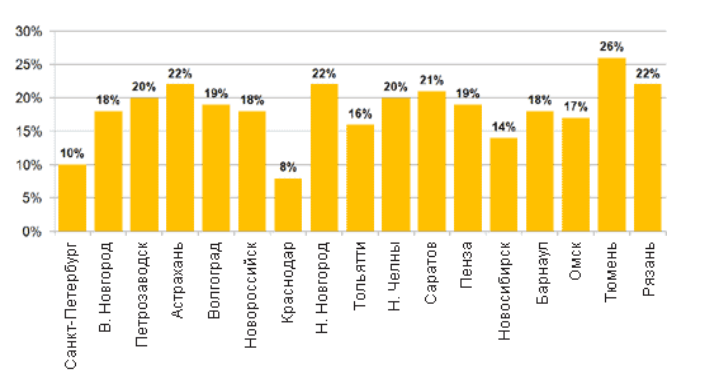 30%
25%
20%
15%
10%
5%
0%
10%
18%
20%
22%
19%
18%
8%
22%
16%
20%
21%
19%
14%
18%
17%
26%
22%
Санкт-Петербург
В. Новгород
Петрозаводск
Астрахань
Волгоград
Новороссийск
Краснодар
Н. Новгород
Тольятти
Н. Челны
Саратов
Пенза
Новосибирск
Барнаул
Омск
Тюмень
Рязань